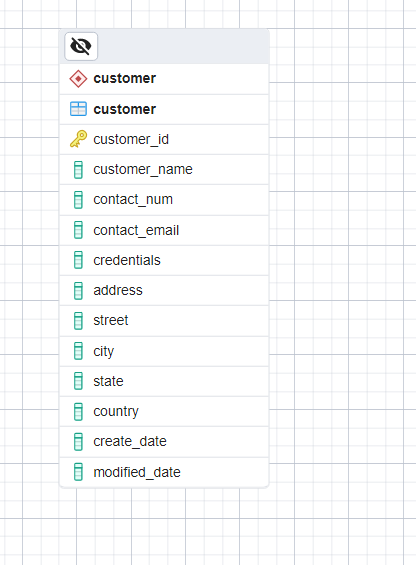 customer
customer
customer_id
customer_name
contact_num
contact_email
credentials
address
street
city
state
country
create_date
modified_date